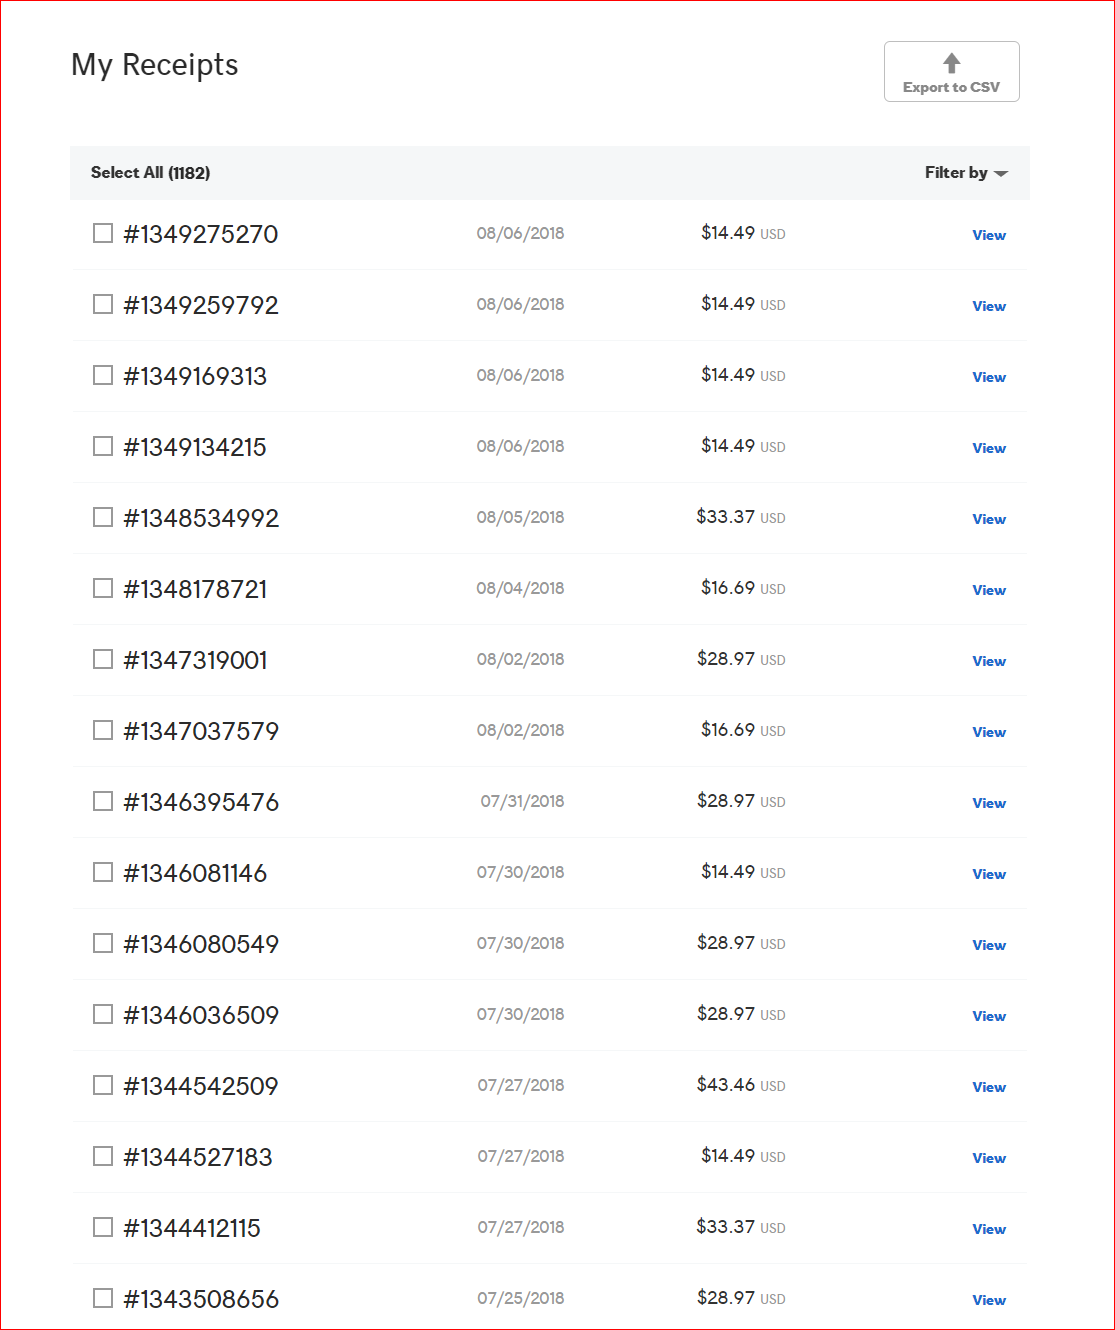 My Receipts
Export to CSV
Select All (1182) Filter by
#1349275270 08/06/2018 $14.49 USD View
#1349259792 08/06/2018 $14.49 USD View
#1349169313 08/06/2018 $14.49 USD View
#1349134215 08/06/2018 $14.49 USD View
#1348534992 08/05/2018 $33.37 USD View
#1348178721 08/04/2018 $16.69 USD View
#1347319001 08/02/2018 $28.97 USD View
#1347037579 08/02/2018 $16.69 USD View
#1346395476 07/31/2018 $28.97 USD View
#1346081146 07/30/2018 $14.49 USD View
#1346080549 07/30/2018 $28.97 USD View
#1346036509 07/30/2018 $28.97 USD View
#1344542509 07/27/2018 $43.46 USD View
#1344527183 07/27/2018 $14.49 USD View
#1344412115 07/27/2018 $33.37 USD View
#1343508656 07/25/2018 $28.97 USD View